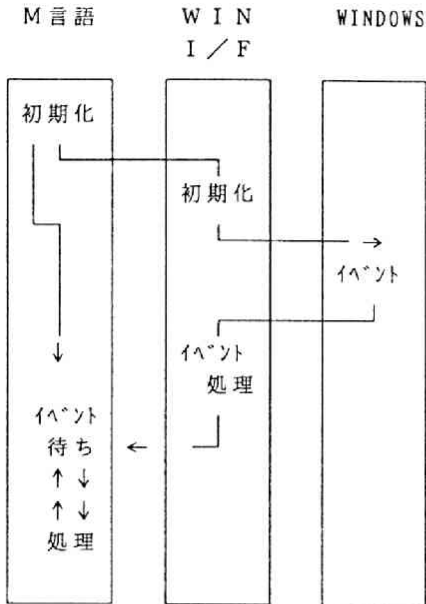 M言語 WIN WINDOWS
I/F
初期化
初期化
→
イベント
イベント
処理
↓
イベント
待ち ←
↑↓
↑↓
処理